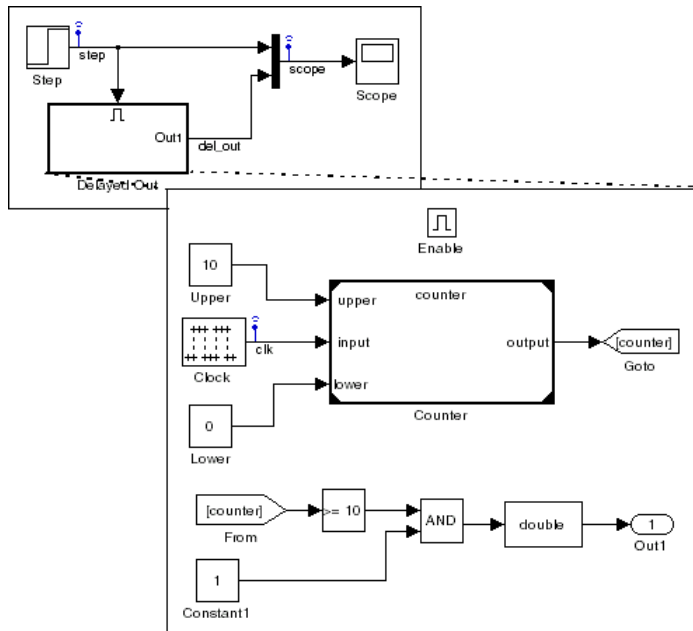 step
Step
scope
Scope
Out1
del_out
Delayed Out
Enable
10
Upper
upper
counter
clk
input
output
[counter]
Goto
Clock
lower
0
Lower
Counter
[counter]
From
>= 10
AND
double
1
Out1
1
Constant1